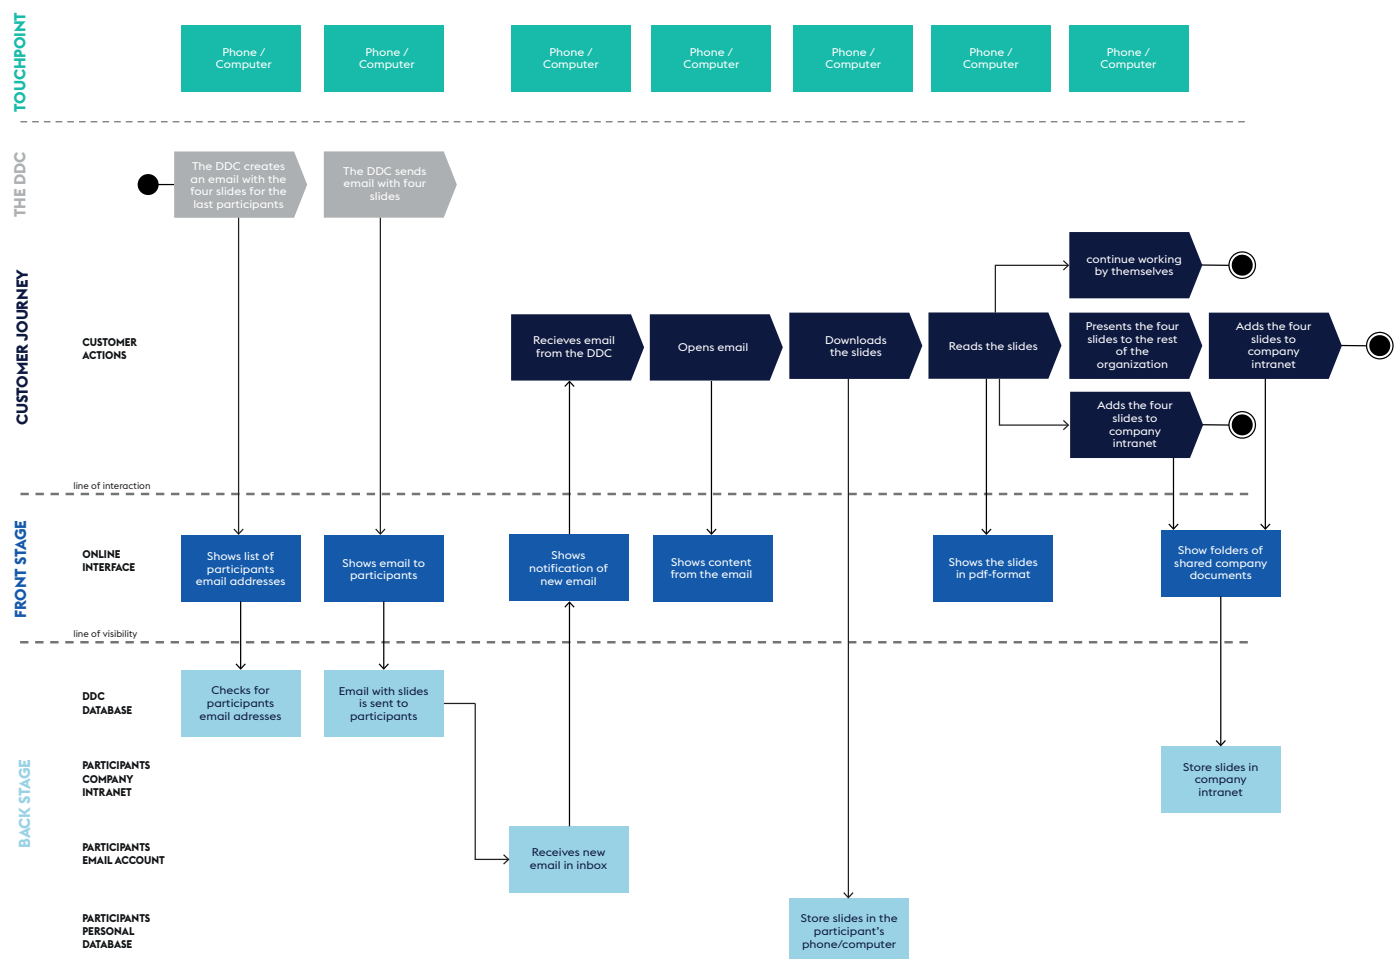 TOUCHPOINT
Phone /
Computer
Phone /
Computer
Phone /
Computer
Phone /
Computer
Phone /
Computer
Phone /
Computer
Phone /
Computer
THE DDC
The DDC creates
an email with the
four slides for the
last participants
The DDC sends
email with four
slides
CUSTOMER JOURNEY
CUSTOMER
ACTIONS
Recieves email
from the DDC
Opens email
Downloads
the slides
Reads the slides
continue working
by themselves
Presents the four
slides to the rest
of the
organization
Adds the four
slides to
company
intranet
Adds the four
slides to
company
intranet
line of interaction
FRONT STAGE
ONLINE
INTERFACE
Shows list of
participants
email addresses
Shows email to
participants
Shows
notification of
new email
Shows content
from the email
Shows the slides
in pdf-format
Show folders of
shared company
documents
line of visibility
BACK STAGE
DDC
DATABASE
Checks for
participants
email adresses
Email with slides
is sent to
participants
PARTICIPANTS
COMPANY
INTRANET
Store slides in
company
intranet
PARTICIPANTS
EMAIL ACCOUNT
Receives new
email in inbox
PARTICIPANTS
PERSONAL
DATABASE
Store slides in the
participant's
phone/computer